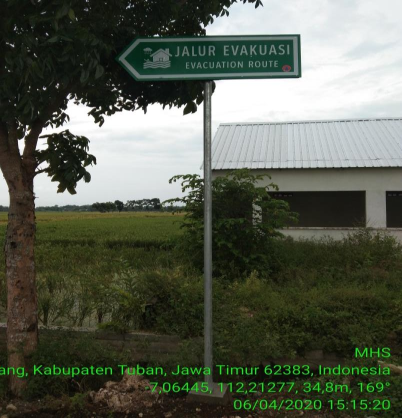 JALUR EVAKUASI
EVACUATION ROUTE
MHS
ang, Kabupaten Tuban, Jawa Timur 62383, Indonesia
-7,06445, 112,21277, 34,8m, 169°
06/04/2020 15:15:20